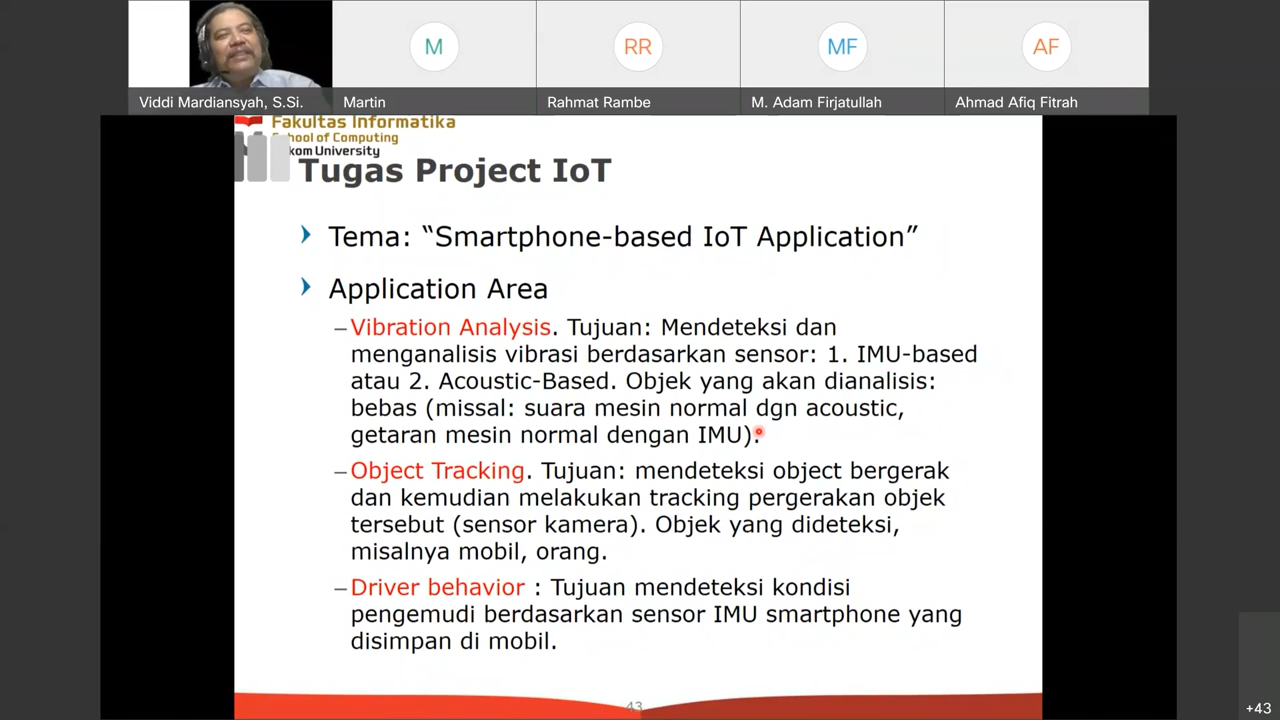 M
RR
MF
AF
Viddi Mardiansyah, S.Si.
Martin
Rahmat Rambe
M. Adam Firjatullah
Ahmad Afiq Fitrah
Fakultas Informatika
School of Computing
kom University
Tugas Project IoT
Tema: “Smartphone-based IoT Application”
Application Area
–Vibration Analysis. Tujuan: Mendeteksi dan
menganalisis vibrasi berdasarkan sensor: 1. IMU-based
atau 2. Acoustic-Based. Objek yang akan dianalisis:
bebas (missal: suara mesin normal dgn acoustic,
getaran mesin normal dengan IMU).
–Object Tracking. Tujuan: mendeteksi object bergerak
dan kemudian melakukan tracking pergerakan objek
tersebut (sensor kamera). Objek yang dideteksi,
misalnya mobil, orang.
–Driver behavior : Tujuan mendeteksi kondisi
pengemudi berdasarkan sensor IMU smartphone yang
disimpan di mobil.
43
+43